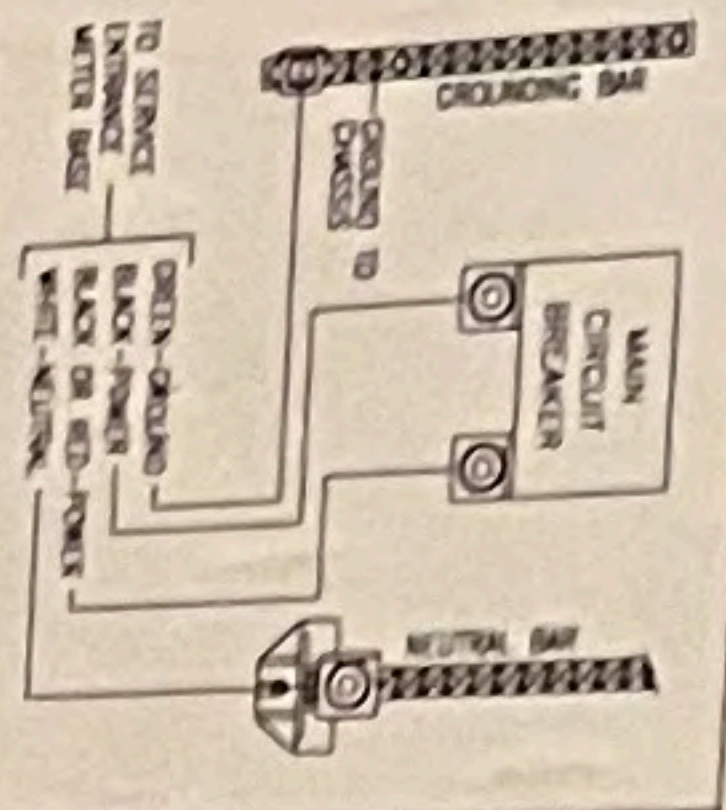 TO SERVICE
ENTRANCE
METER BASE
GREEN-GROUND
BLACK-POWER
BLACK OR RED-POWER
WHITE-NEUTRAL
GROUND TO
CHASSIS
GROUNDING BAR
MAIN
CIRCUIT
BREAKER
NEUTRAL BAR